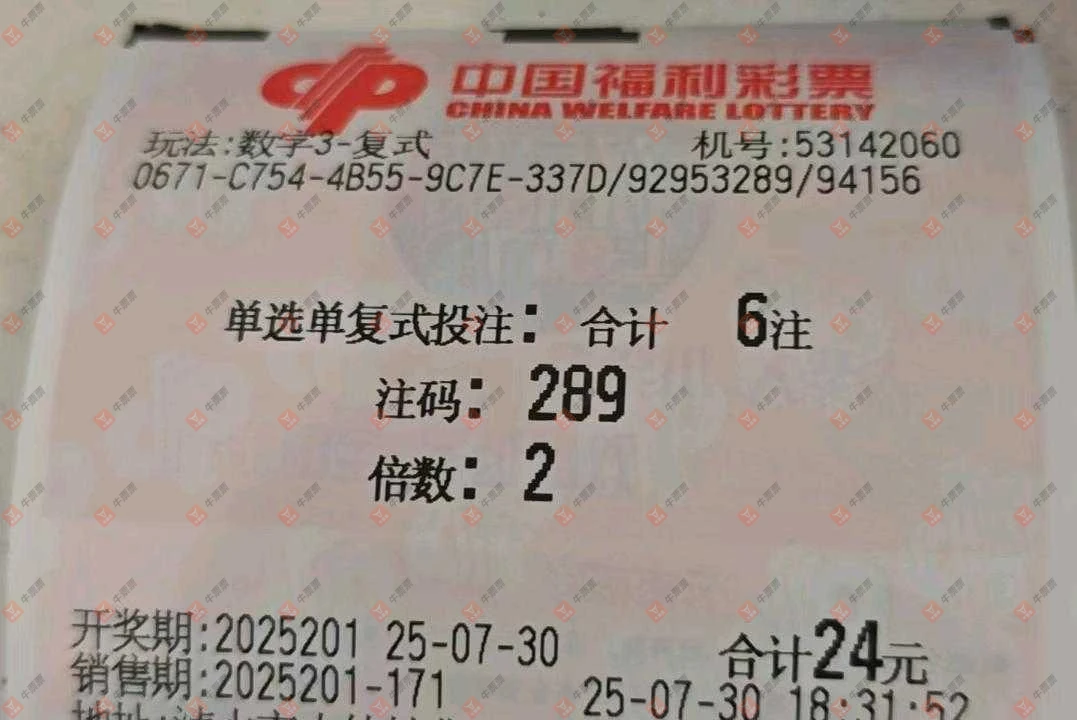 中国福利彩票
CHINA WELFARE LOTTERY
玩法:数字3-复式 机号:53142060
0671-C754-4B55-9C7E-337D/92953289/94156
单选单复式投注: 合计 6注
注码: 289
倍数: 2
开奖期:2025201 25-07-30 合计24元
销售期:2025201-171 25-07-30 18:31:52